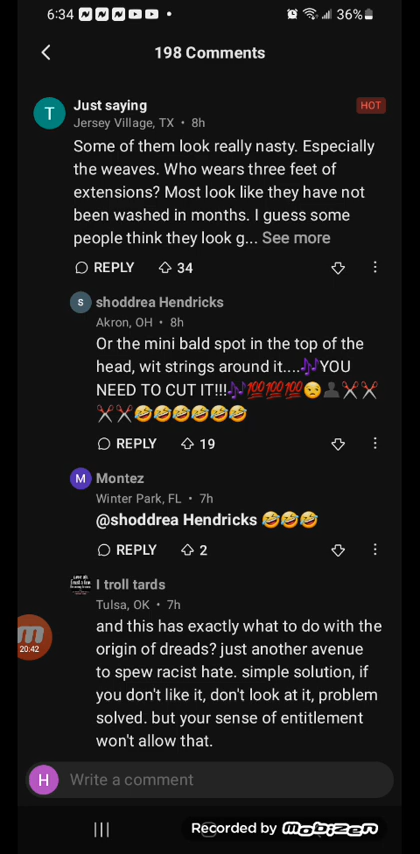 6:34 36%
198 Comments
T Just saying HOT
Jersey Village, TX • 8h
Some of them look really nasty. Especially
the weaves. Who wears three feet of
extensions? Most look like they have not
been washed in months. I guess some
people think they look g... See more
REPLY 34
s shoddrea Hendricks
Akron, OH • 8h
Or the mini bald spot in the top of the
head, wit strings around it....🎶YOU
NEED TO CUT IT!!!🎶💯💯💯😒👤✂️✂️
✂️✂️🤣🤣🤣🤣🤣🤣
REPLY 19
M Montez
Winter Park, FL • 7h
@shoddrea Hendricks 🤣🤣🤣
REPLY 2
I troll tards
Tulsa, OK • 7h
and this has exactly what to do with the
origin of dreads? just another avenue
to spew racist hate. simple solution, if
you don't like it, don't look at it, problem
solved. but your sense of entitlement
won't allow that.
m
20:42
H Write a comment
Recorded by mobizen